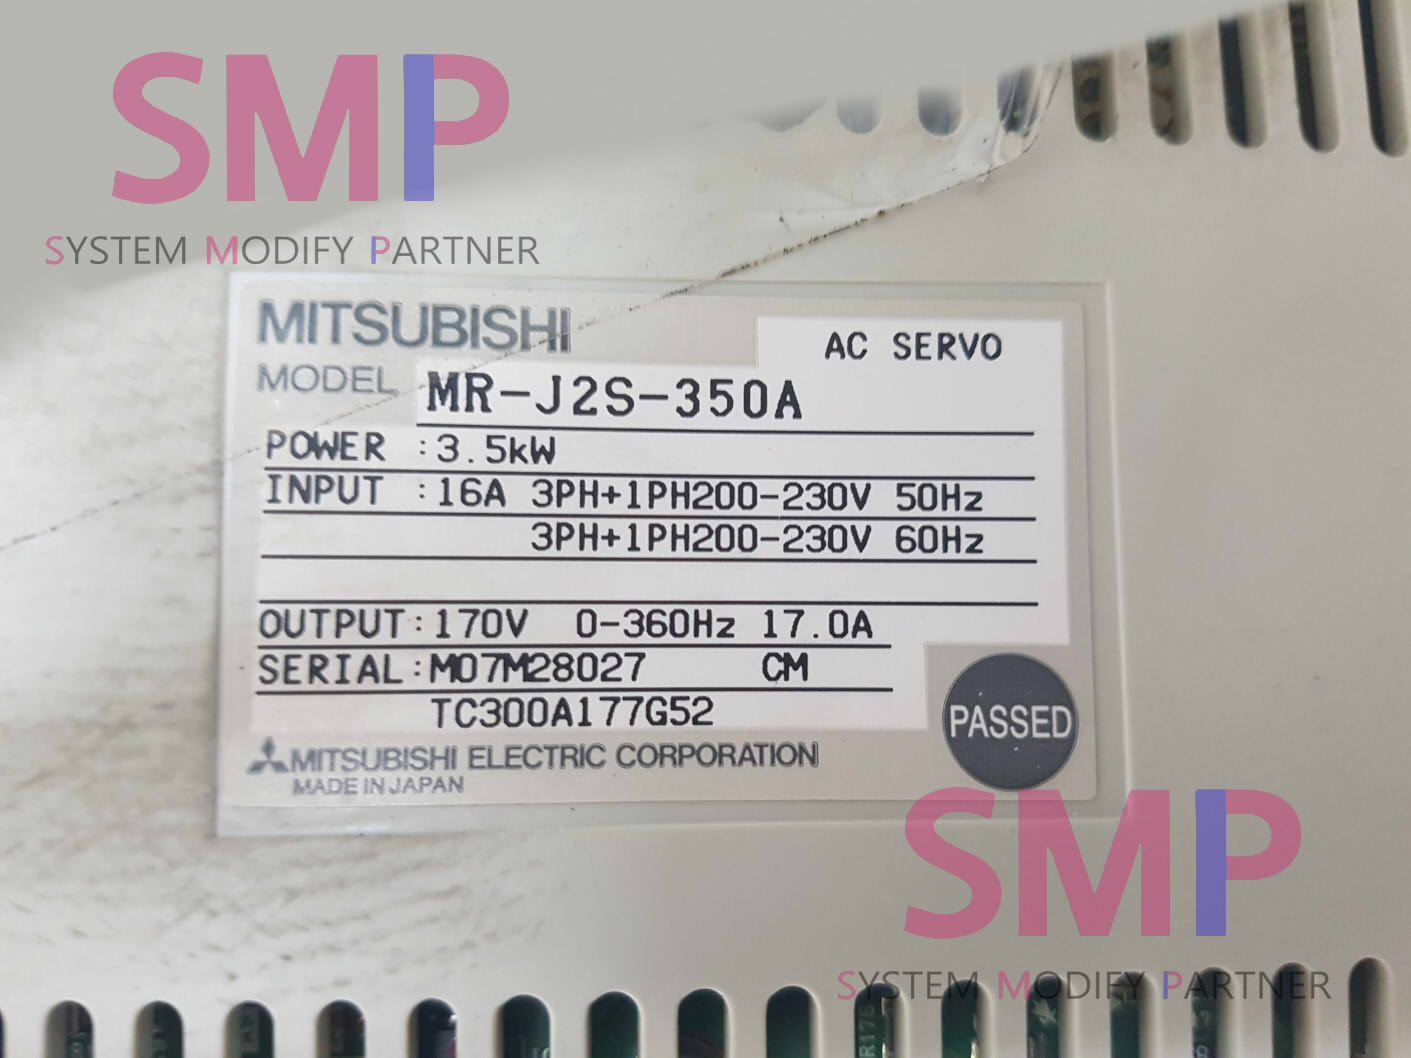 SMP
SYSTEM MODIFY PARTNER
MITSUBISHI
AC SERVO
MODEL MR-J2S-350A
POWER :3.5kW
INPUT :16A 3PH+1PH200-230V 50Hz
3PH+1PH200-230V 60Hz
OUTPUT:170V 0-360Hz 17.0A
SERIAL:M07M28027 CM
TC300A177G52
PASSED
MITSUBISHI ELECTRIC CORPORATION
MADE IN JAPAN
SMP
SYSTEM MODIFY PARTNER